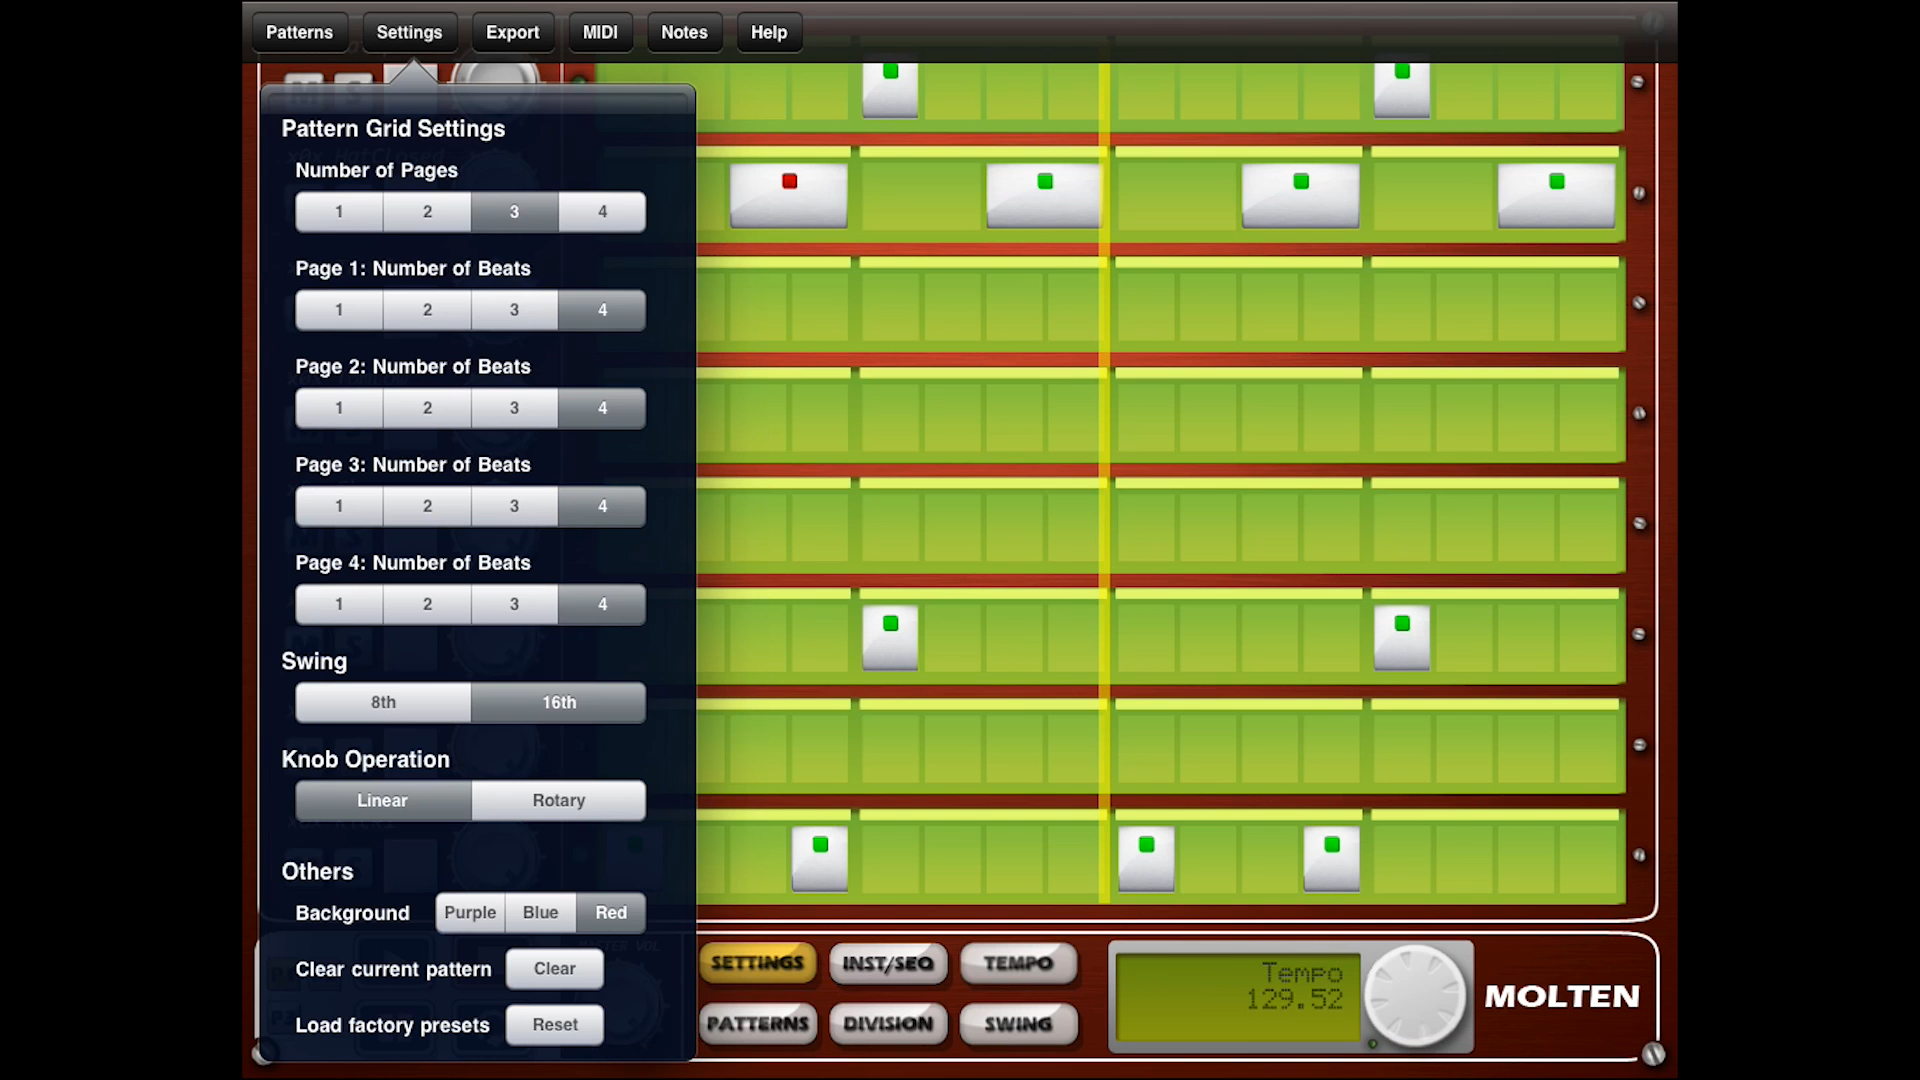 Patterns Settings Export MIDI Notes Help
Pattern Grid Settings
Number of Pages
1 2 3 4
Page 1: Number of Beats
1 2 3 4
Page 2: Number of Beats
1 2 3 4
Page 3: Number of Beats
1 2 3 4
Page 4: Number of Beats
1 2 3 4
Swing
8th 16th
Knob Operation
Linear Rotary
Others
Background Purple Blue Red
Clear current pattern Clear
Load factory presets Reset
SETTINGS INST/SEQ TEMPO
PATTERNS DIVISION SWING
Tempo
129.52
MOLTEN